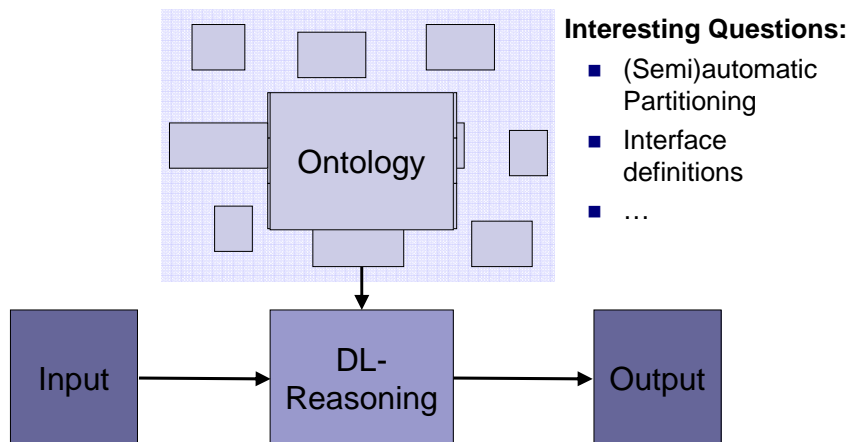 Interesting Questions:
(Semi)automatic
Partitioning
Interface
definitions
…
Ontology
Input
DL-
Reasoning
Output